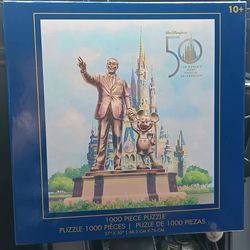 10+
Walt Disney World
50
THE WORLD'S
MOST
MAGICAL
CELEBRATION
1000 PIECE PUZZLE
PUZZLE 1000 PIÈCES | PUZLE DE 1000 PIEZAS